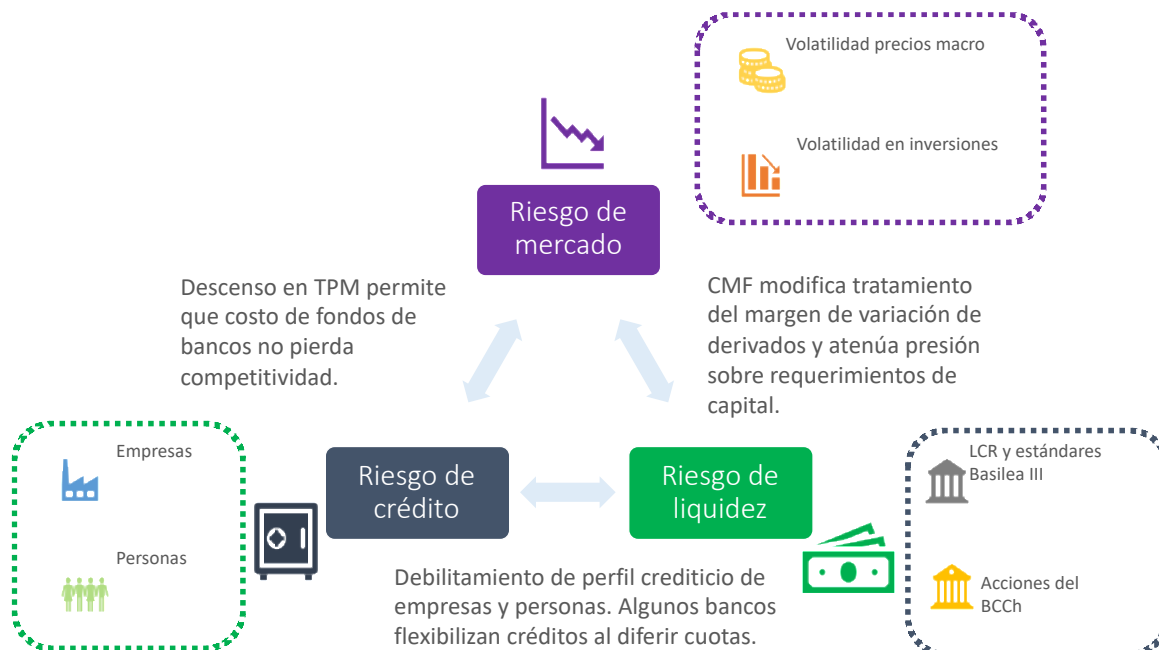 Volatilidad precios macro
Volatilidad en inversiones
Riesgo de
mercado
Descenso en TPM permite
que costo de fondos de
bancos no pierda
competitividad.
CMF modifica tratamiento
del margen de variación de
derivados y atenúa presión
sobre requerimientos de
capital.
Empresas
Personas
Riesgo de
crédito
Riesgo de
liquidez
LCR y estándares
Basilea III
Acciones del
BCCh
Debilitamiento de perfil crediticio de
empresas y personas. Algunos bancos
flexibilizan créditos al diferir cuotas.